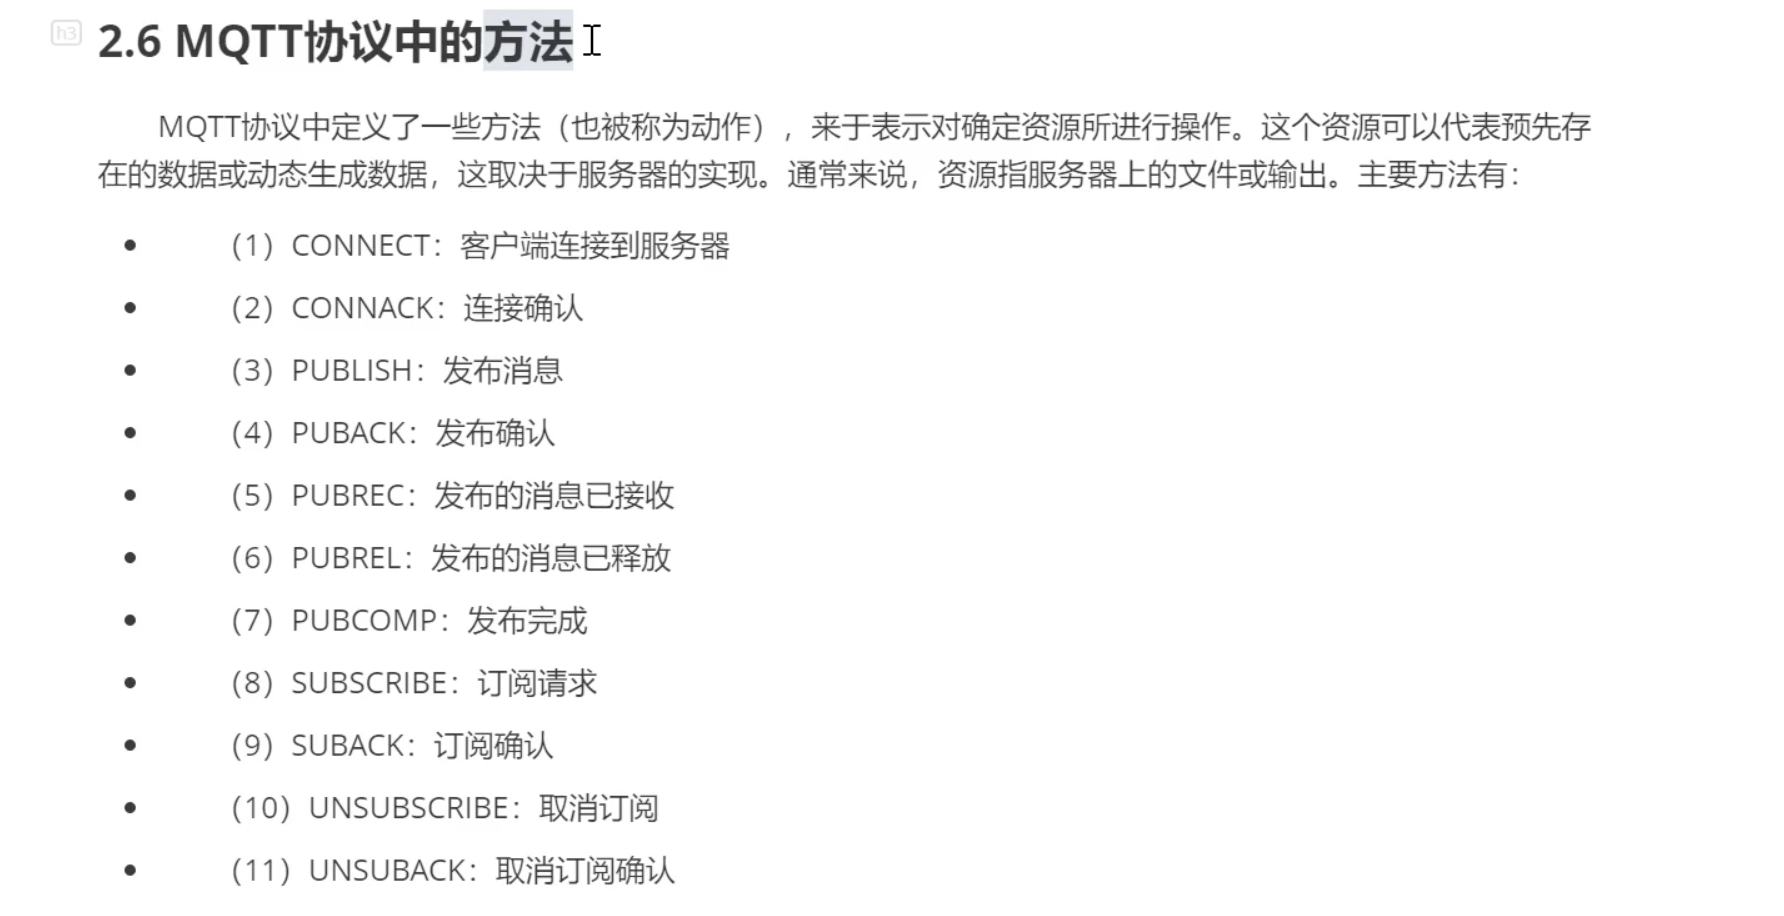 h3
2.6 MQTT协议中的方法
MQTT协议中定义了一些方法（也被称为动作），来于表示对确定资源所进行操作。这个资源可以代表预先存
在的数据或动态生成数据，这取决于服务器的实现。通常来说，资源指服务器上的文件或输出。主要方法有：
• （1）CONNECT：客户端连接到服务器
• （2）CONNACK：连接确认
• （3）PUBLISH：发布消息
• （4）PUBACK：发布确认
• （5）PUBREC：发布的消息已接收
• （6）PUBREL：发布的消息已释放
• （7）PUBCOMP：发布完成
• （8）SUBSCRIBE：订阅请求
• （9）SUBACK：订阅确认
• （10）UNSUBSCRIBE：取消订阅
• （11）UNSUBACK：取消订阅确认